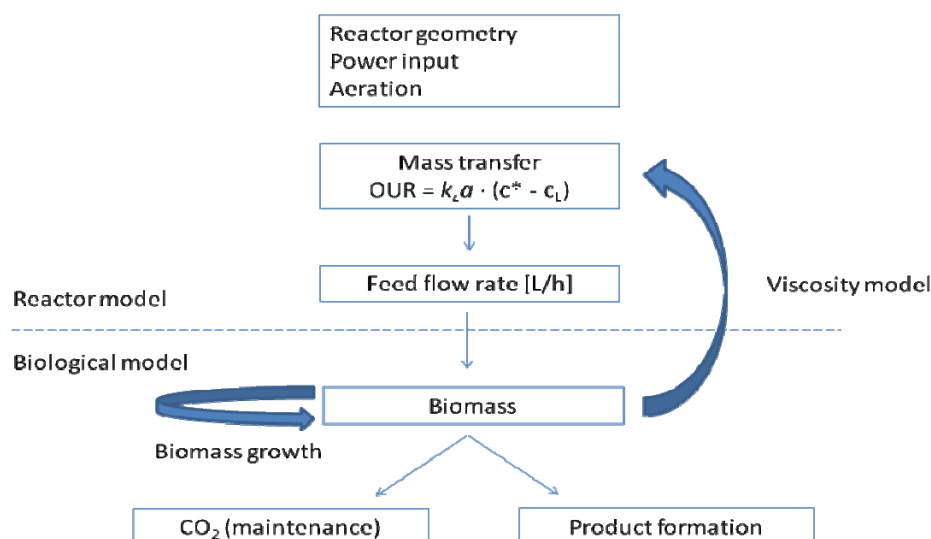 Reactor geometry
Power input
Aeration
Mass transfer
OUR = kLa · (c* - cL)
Feed flow rate [L/h]
Reactor model
Viscosity model
Biological model
Biomass
Biomass growth
CO₂ (maintenance)
Product formation